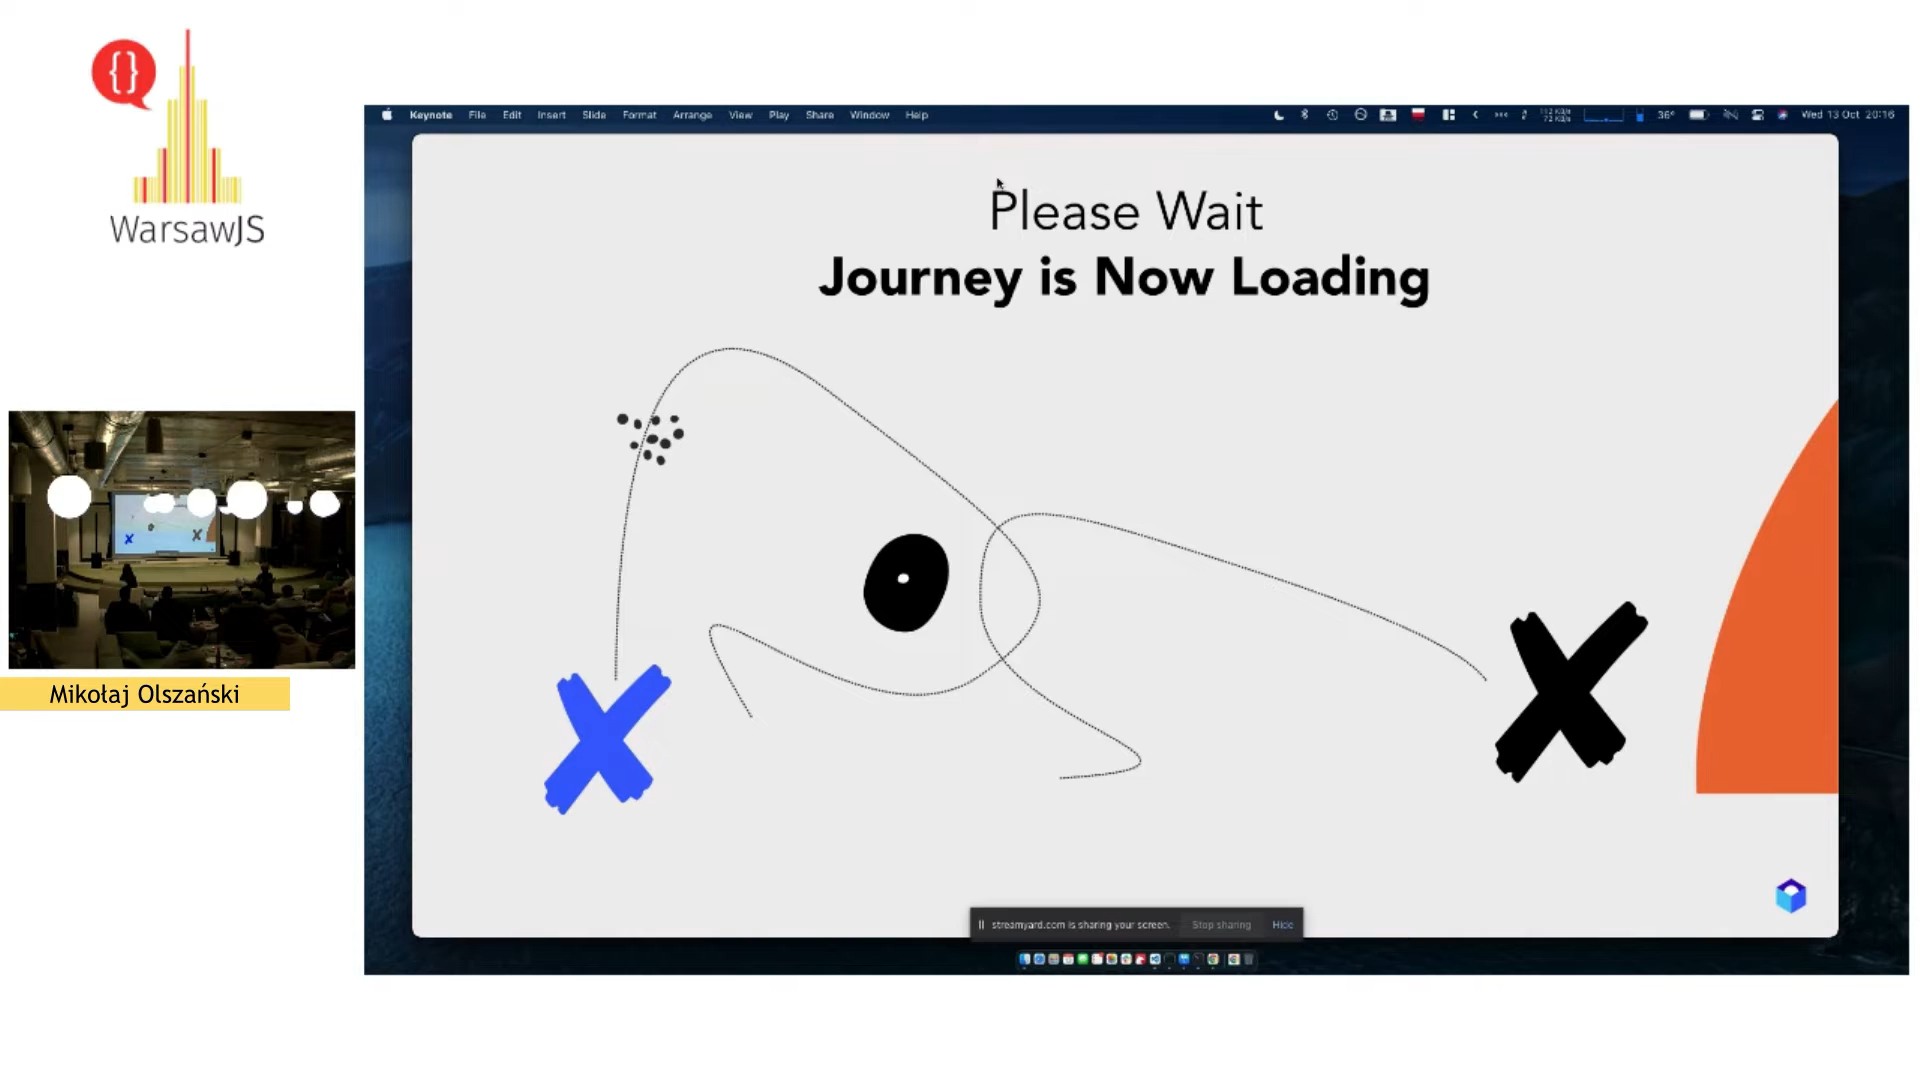 {}
WarsawJS
Keynote File Edit Insert Slide Format Arrange View Play Share Window Help
36° Wed 13 Oct 20:16
Please Wait
Journey is Now Loading
Mikołaj Olszański
streamyard.com is sharing your screen. Stop sharing Hide